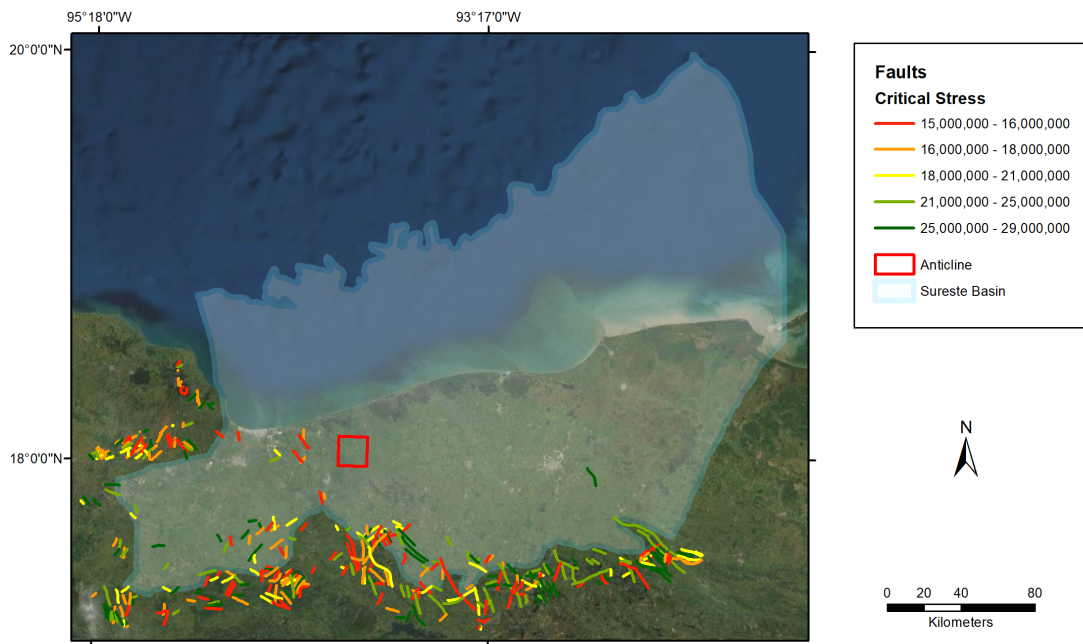 95°18'0"W 93°17'0"W
20°0'0"N
18°0'0"N
Faults
Critical Stress
15,000,000 - 16,000,000
16,000,000 - 18,000,000
18,000,000 - 21,000,000
21,000,000 - 25,000,000
25,000,000 - 29,000,000
Anticline
Sureste Basin
N
0 20 40 80
Kilometers